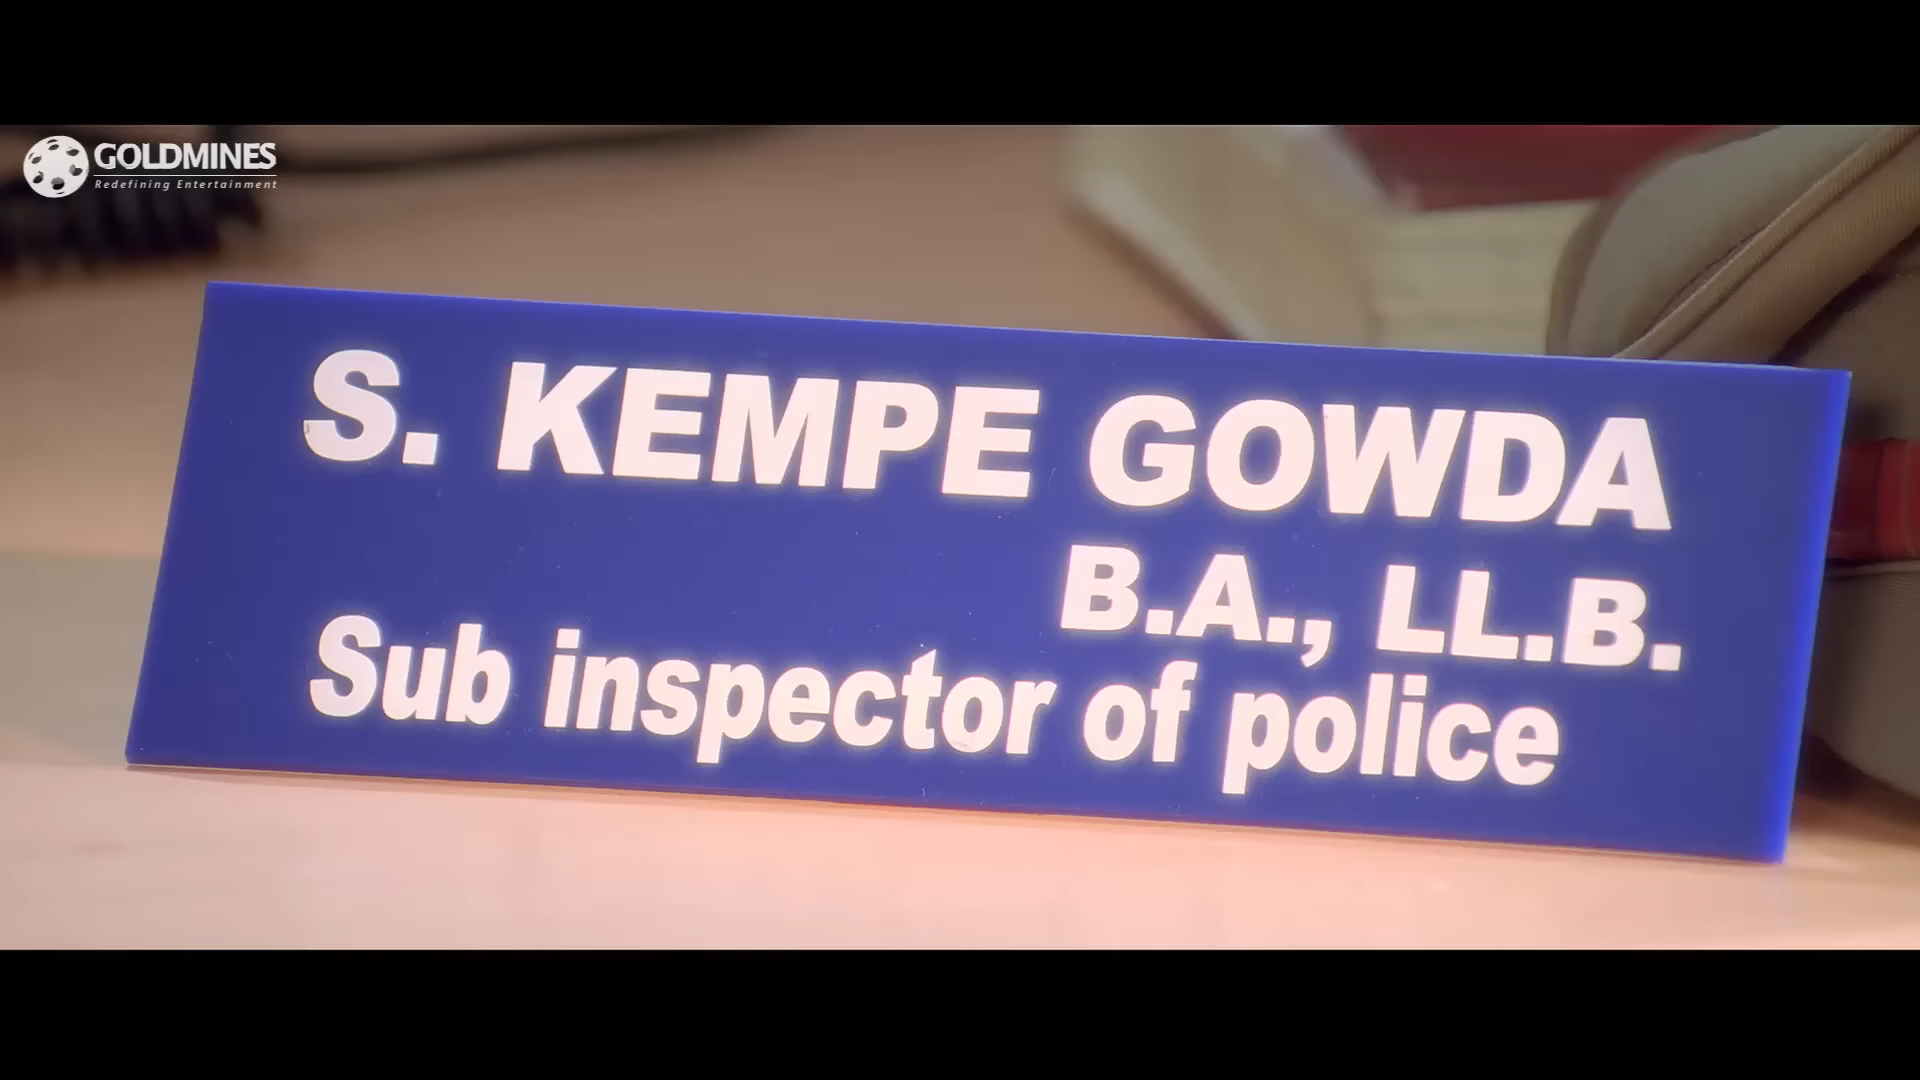 GOLDMINES
Redefining Entertainment
S. KEMPE GOWDA
B.A., LL.B.
Sub inspector of police